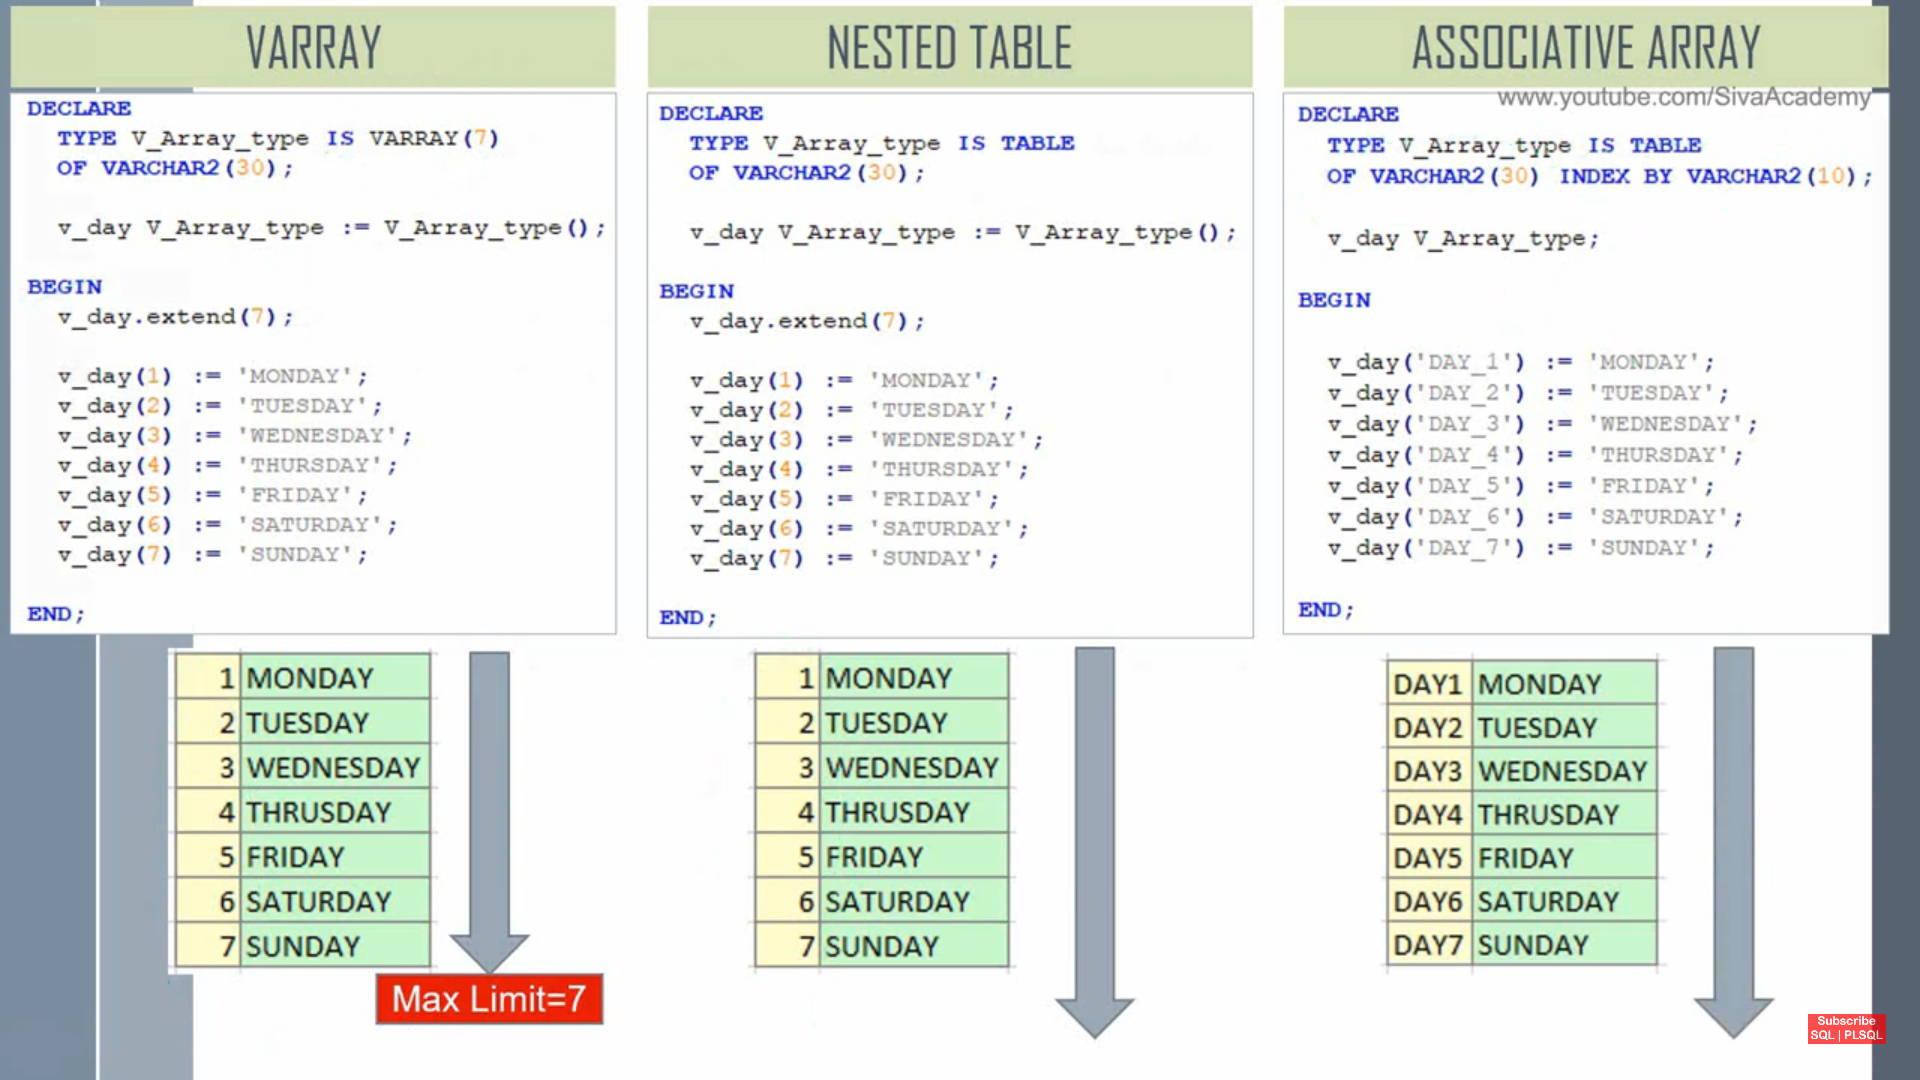 VARRAY
DECLARE
TYPE V_Array_type IS VARRAY(7)
OF VARCHAR2(30);
v_day V_Array_type := V_Array_type();
BEGIN
v_day.extend(7);
v_day(1) := 'MONDAY';
v_day(2) := 'TUESDAY';
v_day(3) := 'WEDNESDAY';
v_day(4) := 'THURSDAY';
v_day(5) := 'FRIDAY';
v_day(6) := 'SATURDAY';
v_day(7) := 'SUNDAY';
END;
1 MONDAY
2 TUESDAY
3 WEDNESDAY
4 THRUSDAY
5 FRIDAY
6 SATURDAY
7 SUNDAY
Max Limit=7
NESTED TABLE
DECLARE
TYPE V_Array_type IS TABLE
OF VARCHAR2(30);
v_day V_Array_type := V_Array_type();
BEGIN
v_day.extend(7);
v_day(1) := 'MONDAY';
v_day(2) := 'TUESDAY';
v_day(3) := 'WEDNESDAY';
v_day(4) := 'THURSDAY';
v_day(5) := 'FRIDAY';
v_day(6) := 'SATURDAY';
v_day(7) := 'SUNDAY';
END;
1 MONDAY
2 TUESDAY
3 WEDNESDAY
4 THRUSDAY
5 FRIDAY
6 SATURDAY
7 SUNDAY
ASSOCIATIVE ARRAY
www.youtube.com/SivaAcademy
DECLARE
TYPE V_Array_type IS TABLE
OF VARCHAR2(30) INDEX BY VARCHAR2(10);
v_day V_Array_type;
BEGIN
v_day('DAY_1') := 'MONDAY';
v_day('DAY_2') := 'TUESDAY';
v_day('DAY_3') := 'WEDNESDAY';
v_day('DAY_4') := 'THURSDAY';
v_day('DAY_5') := 'FRIDAY';
v_day('DAY_6') := 'SATURDAY';
v_day('DAY_7') := 'SUNDAY';
END;
DAY1 MONDAY
DAY2 TUESDAY
DAY3 WEDNESDAY
DAY4 THRUSDAY
DAY5 FRIDAY
DAY6 SATURDAY
DAY7 SUNDAY
Subscribe
SQL | PLSQL